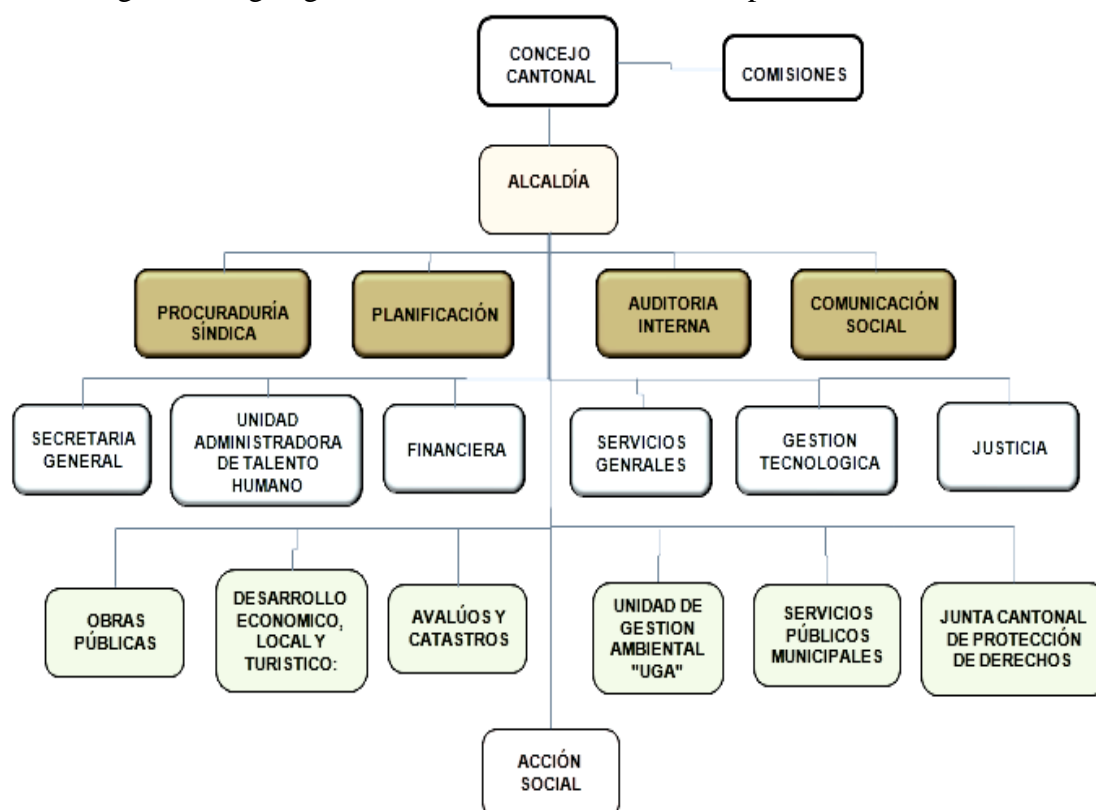 CONCEJO
CANTONAL
COMISIONES
ALCALDÍA
PROCURADURÍA
SÍNDICA
PLANIFICACIÓN
AUDITORIA
INTERNA
COMUNICACIÓN
SOCIAL
SECRETARIA
GENERAL
UNIDAD
ADMINISTRADORA
DE TALENTO
HUMANO
FINANCIERA
SERVICIOS
GENRALES
GESTION
TECNOLOGICA
JUSTICIA
OBRAS
PÚBLICAS
DESARROLLO
ECONOMICO,
LOCAL Y
TURISTICO:
AVALÚOS Y
CATASTROS
UNIDAD DE
GESTION
AMBIENTAL
"UGA"
SERVICIOS
PÚBLICOS
MUNICIPALES
JUNTA CANTONAL
DE PROTECCIÓN
DE DERECHOS
ACCIÓN
SOCIAL